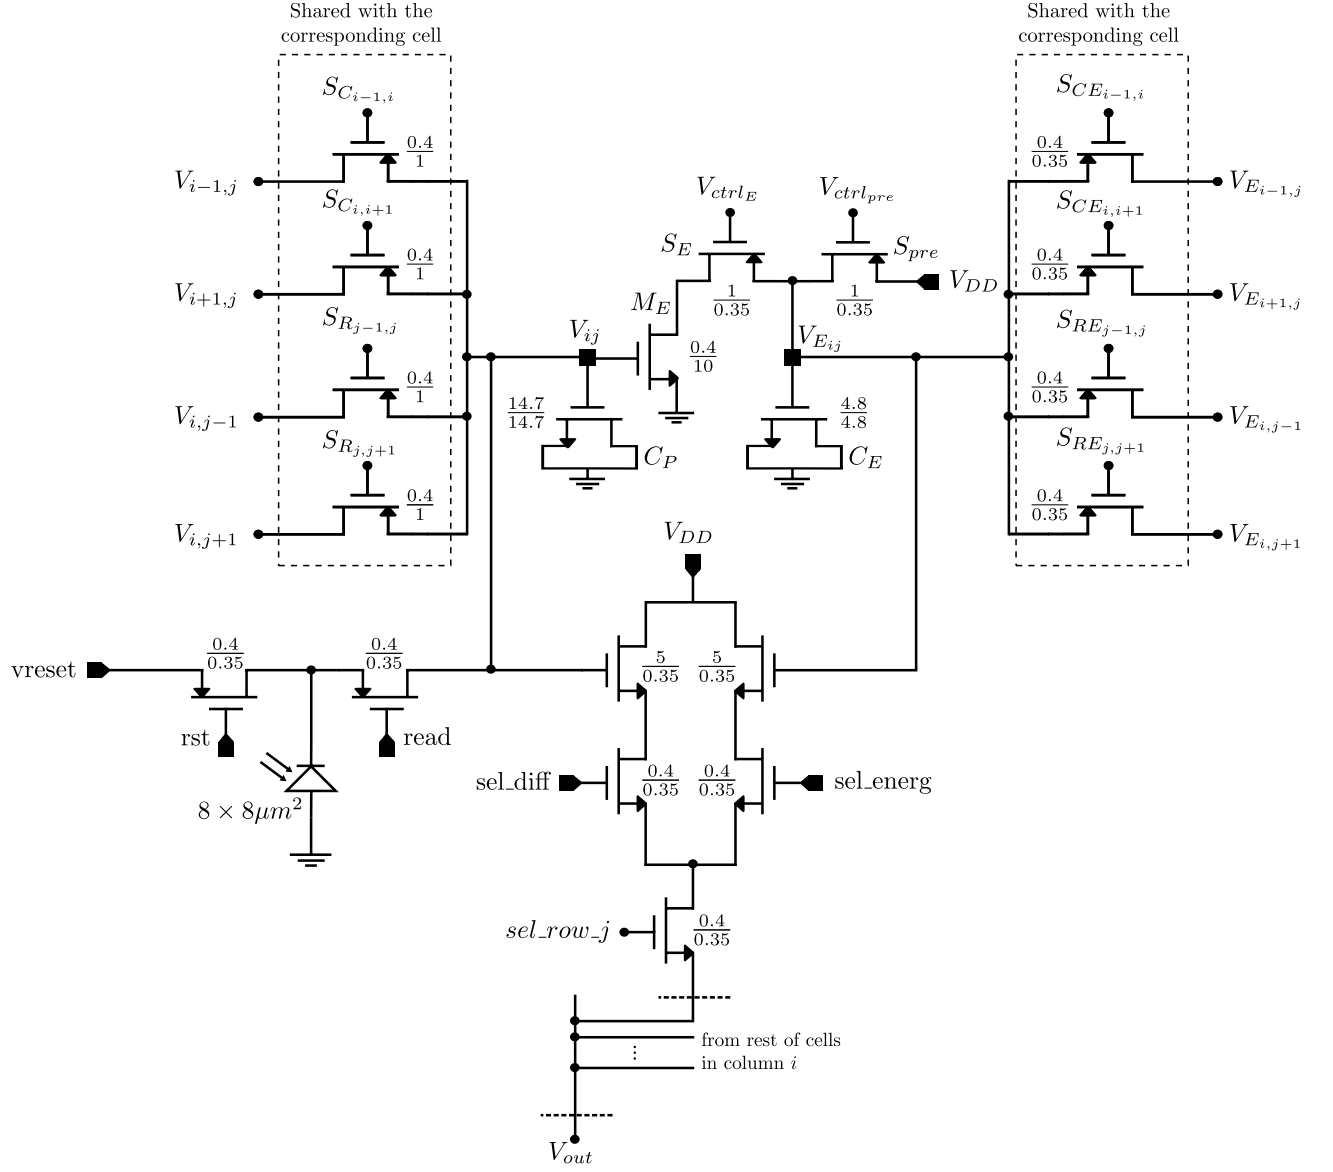 Shared with the
corresponding cell
Shared with the
corresponding cell
S_{C_{i-1,i}}
S_{CE_{i-1,i}}
0.4/1
0.4/0.35
V_{i-1,j}
V_{E_{i-1,j}}
V_{ctrl_E}
V_{ctrl_{pre}}
S_{C_{i,i+1}}
S_{CE_{i,i+1}}
S_E
S_{pre}
0.4/1
0.4/0.35
V_{i+1,j}
V_{DD}
V_{E_{i+1,j}}
M_E
1/0.35
1/0.35
S_{R_{j-1,j}}
S_{RE_{j-1,j}}
V_{ij}
V_{E_{ij}}
0.4/10
0.4/1
0.4/0.35
V_{i,j-1}
14.7/14.7
4.8/4.8
V_{E_{i,j-1}}
S_{R_{j,j+1}}
S_{RE_{j,j+1}}
C_P
C_E
0.4/1
0.4/0.35
V_{i,j+1}
V_{DD}
V_{E_{i,j+1}}
vreset
0.4/0.35
0.4/0.35
5/0.35
5/0.35
rst
read
8 × 8μm²
sel_diff
0.4/0.35
0.4/0.35
sel_energ
sel_row_j
0.4/0.35
from rest of cells
⋮
in column i
V_{out}